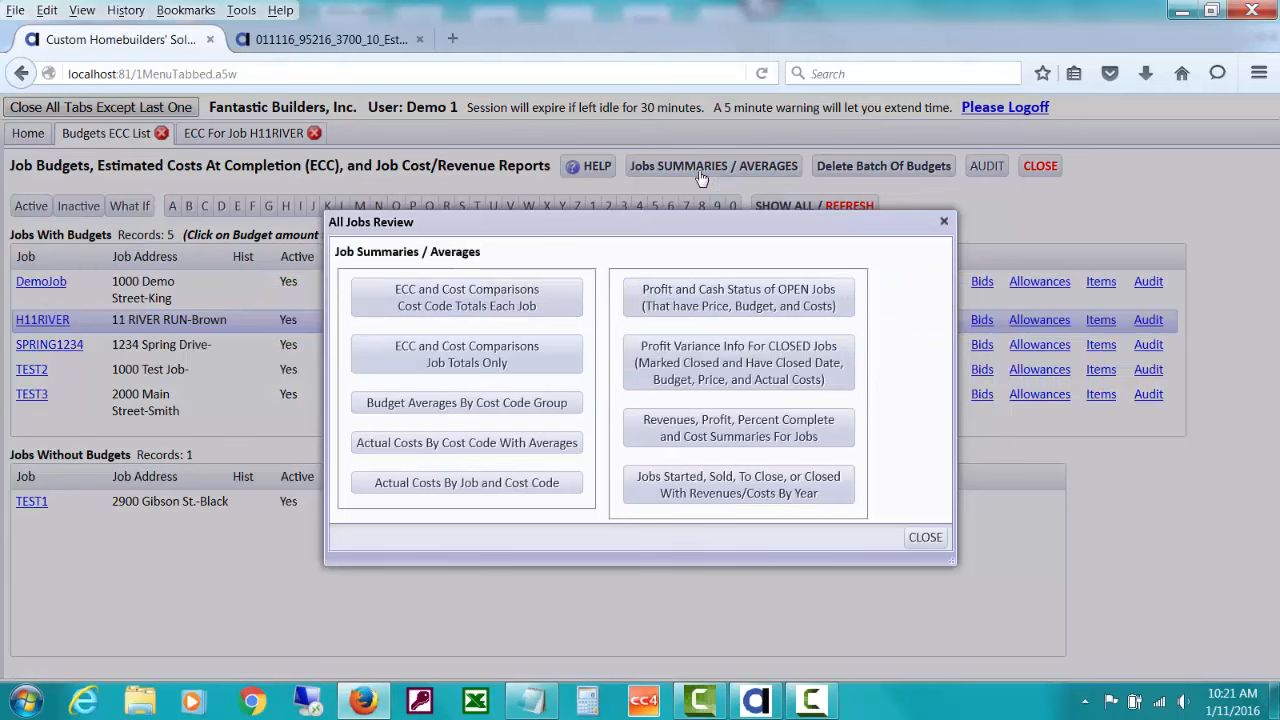 File Edit View History Bookmarks Tools Help
Custom Homebuilders' Sol... × 011116_95216_3700_10_Est... × +
localhost:81/1MenuTabbed.a5w Search
Close All Tabs Except Last One Fantastic Builders, Inc. User: Demo 1 Session will expire if left idle for 30 minutes. A 5 minute warning will let you extend time. Please Logoff
Home Budgets ECC List ECC For Job H11RIVER
Job Budgets, Estimated Costs At Completion (ECC), and Job Cost/Revenue Reports HELP Jobs SUMMARIES / AVERAGES Delete Batch Of Budgets AUDIT CLOSE
Active Inactive What If A B C D E F G H I J K L M N O P Q R S T U V W X Y Z 1 2 3 4 5 6 7 8 9 0 SHOW ALL / REFRESH
All Jobs Review ×
Jobs With Budgets Records: 5 (Click on Budget amount
Job Job Address Hist Active
DemoJob 1000 Demo Street-King Yes Bids Allowances Items Audit
H11RIVER 11 RIVER RUN-Brown Yes Bids Allowances Items Audit
SPRING1234 1234 Spring Drive- Yes Bids Allowances Items Audit
TEST2 1000 Test Job- Yes Bids Allowances Items Audit
TEST3 2000 Main Street-Smith Yes Bids Allowances Items Audit
Job Summaries / Averages
ECC and Cost Comparisons
Cost Code Totals Each Job
ECC and Cost Comparisons
Job Totals Only
Budget Averages By Cost Code Group
Actual Costs By Cost Code With Averages
Actual Costs By Job and Cost Code
Profit and Cash Status of OPEN Jobs
(That have Price, Budget, and Costs)
Profit Variance Info For CLOSED Jobs
(Marked Closed and Have Closed Date,
Budget, Price, and Actual Costs)
Revenues, Profit, Percent Complete
and Cost Summaries For Jobs
Jobs Started, Sold, To Close, or Closed
With Revenues/Costs By Year
CLOSE
Jobs Without Budgets Records: 1
Job Job Address Hist Active
TEST1 2900 Gibson St.-Black Yes
CC4
10:21 AM
1/11/2016